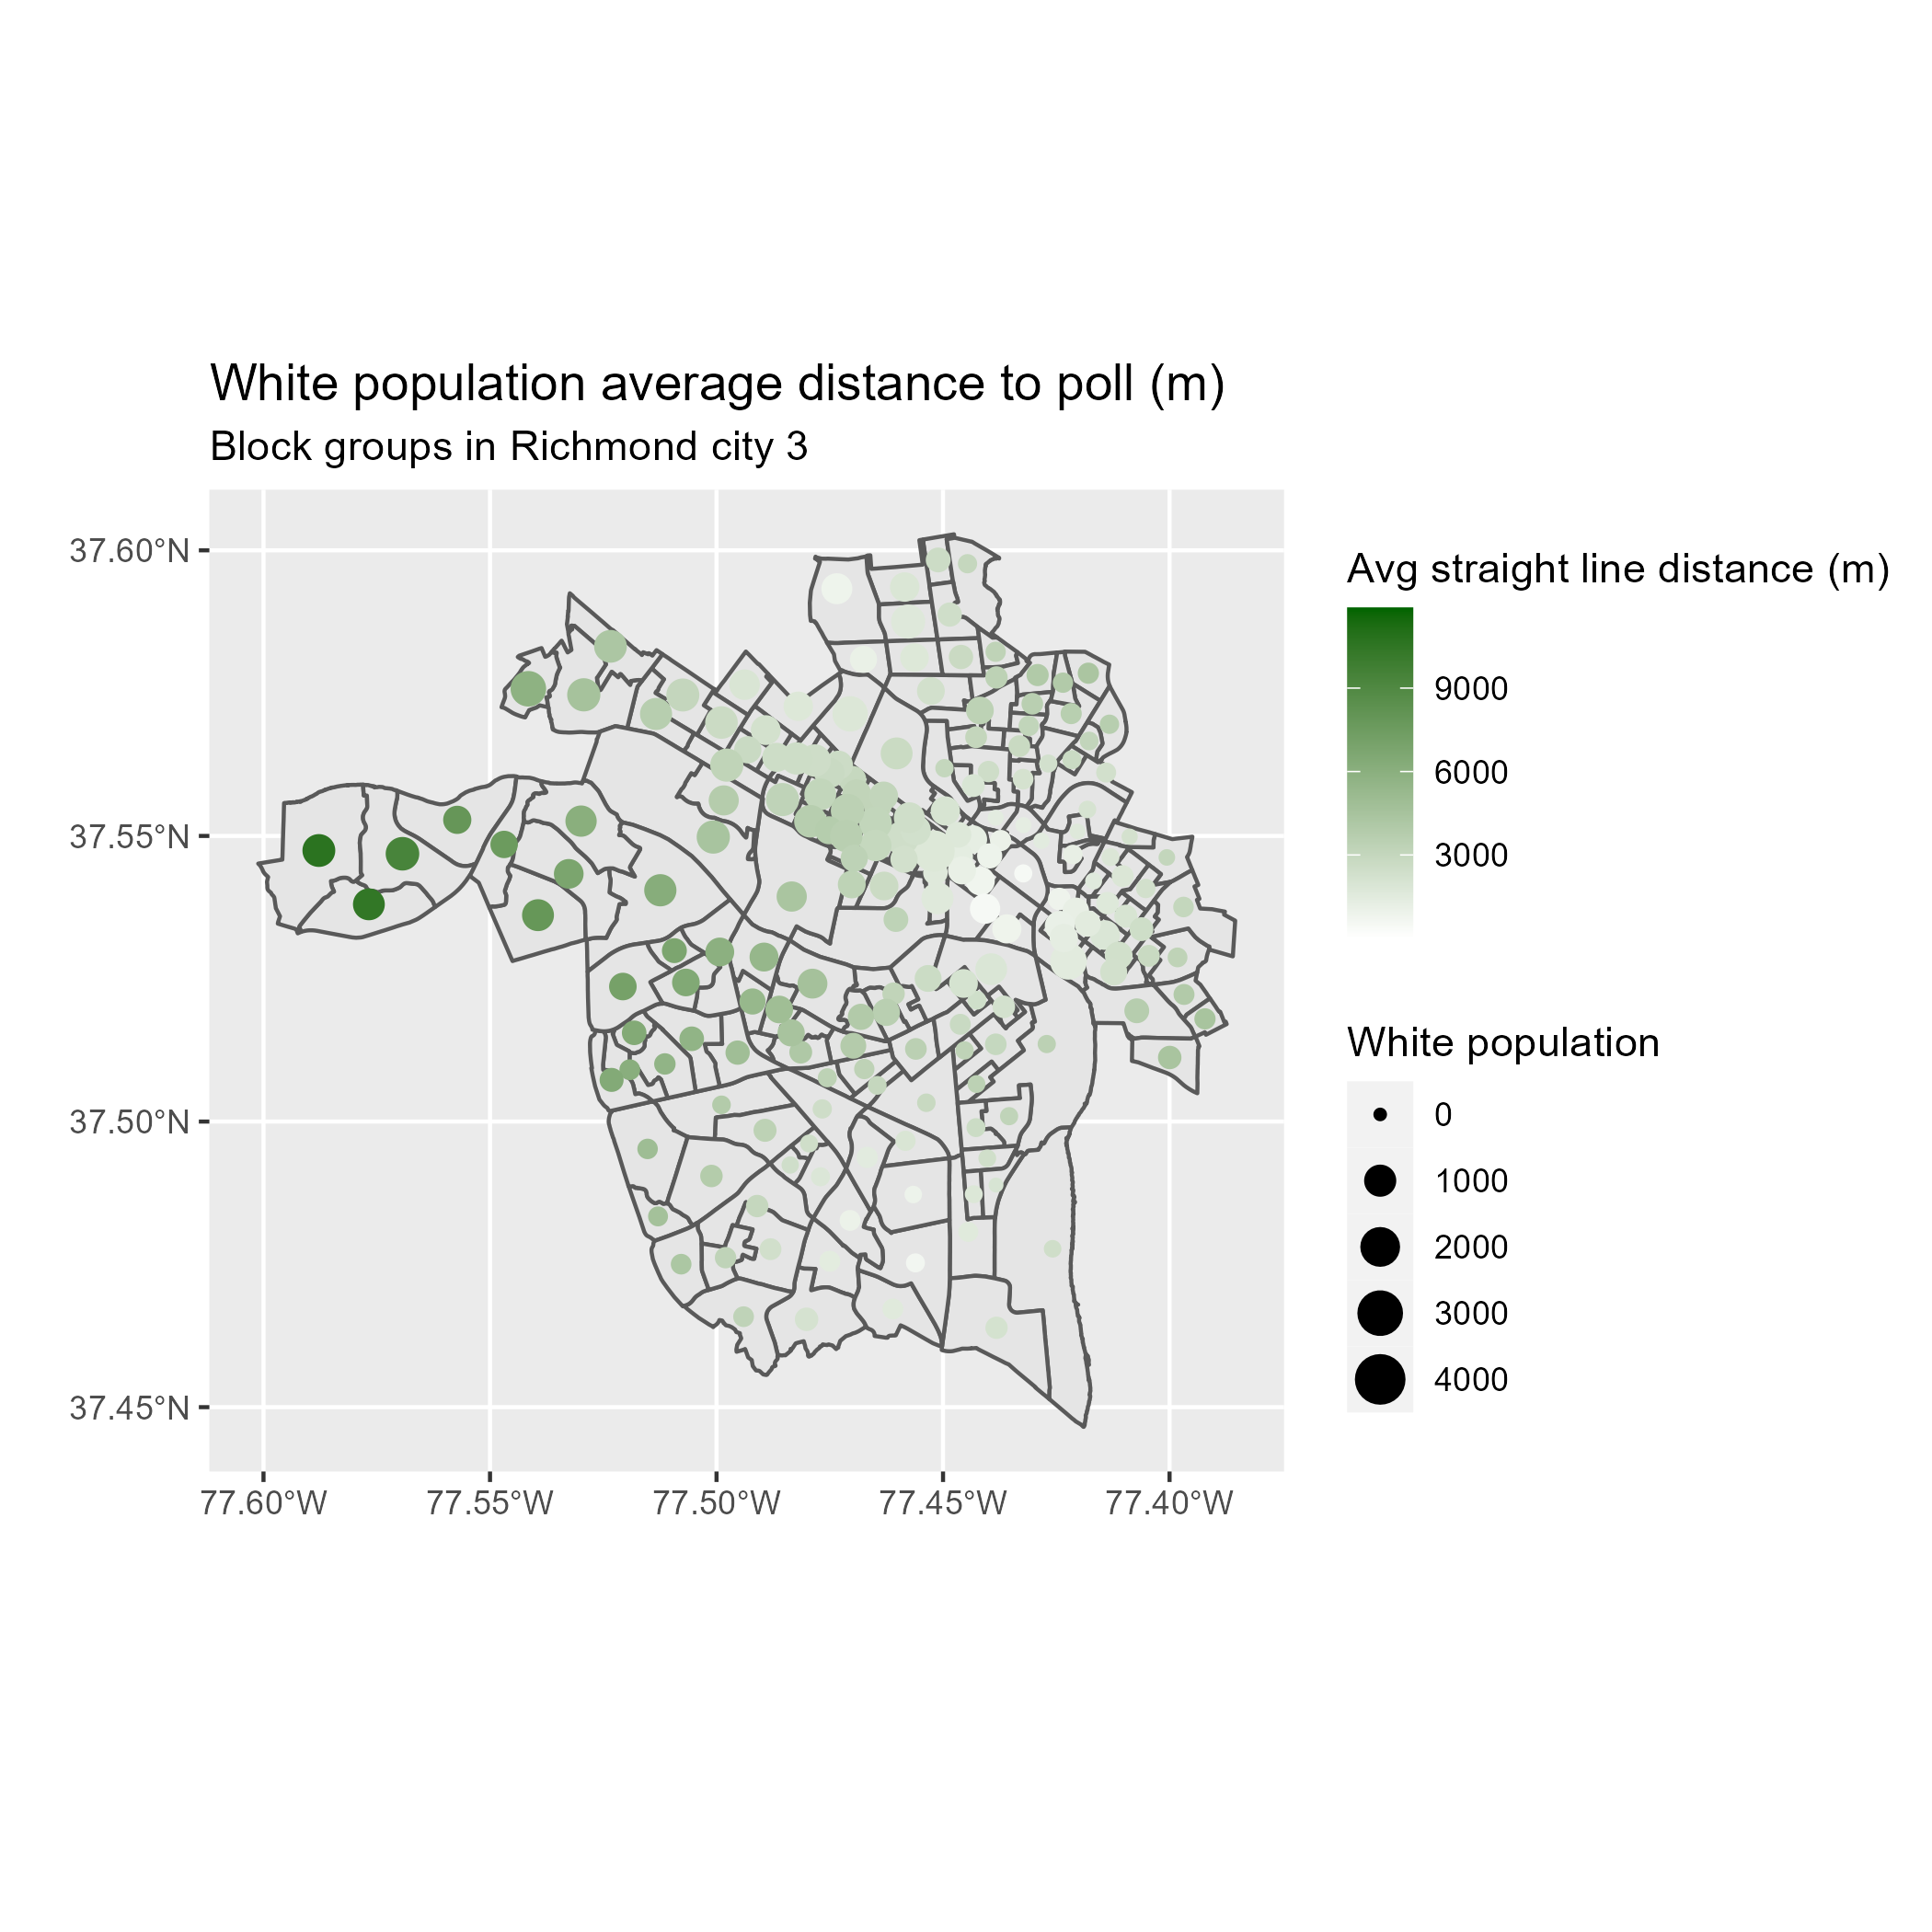 White population average distance to poll (m)
Block groups in Richmond city 3
37.60°N
37.55°N
37.50°N
37.45°N
77.60°W
77.55°W
77.50°W
77.45°W
77.40°W
Avg straight line distance (m)
9000
6000
3000
White population
0
1000
2000
3000
4000